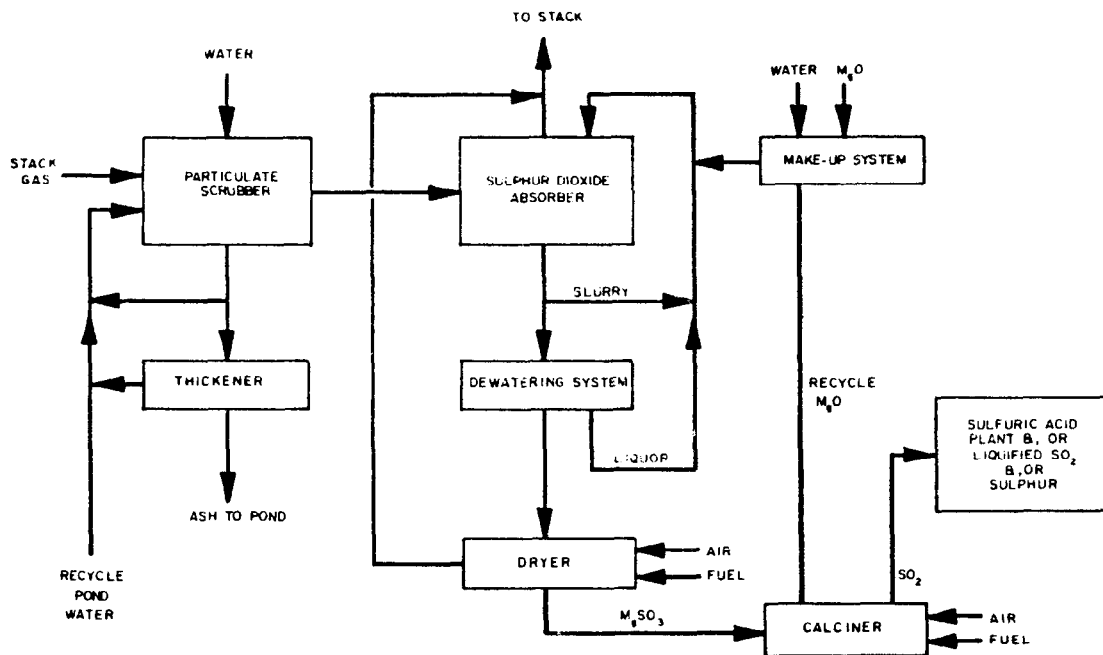 TO STACK
WATER
WATER
MgO
STACK
GAS
PARTICULATE
SCRUBBER
SULPHUR DIOXIDE
ABSORBER
MAKE-UP SYSTEM
SLURRY
THICKENER
DEWATERING SYSTEM
RECYCLE
MgO
LIQUOR
SULFURIC ACID
PLANT &, OR
LIQUIFIED SO2
&,OR
SULPHUR
ASH TO POND
DRYER
AIR
FUEL
RECYCLE
POND
WATER
SO2
MgSO3
CALCINER
AIR
FUEL